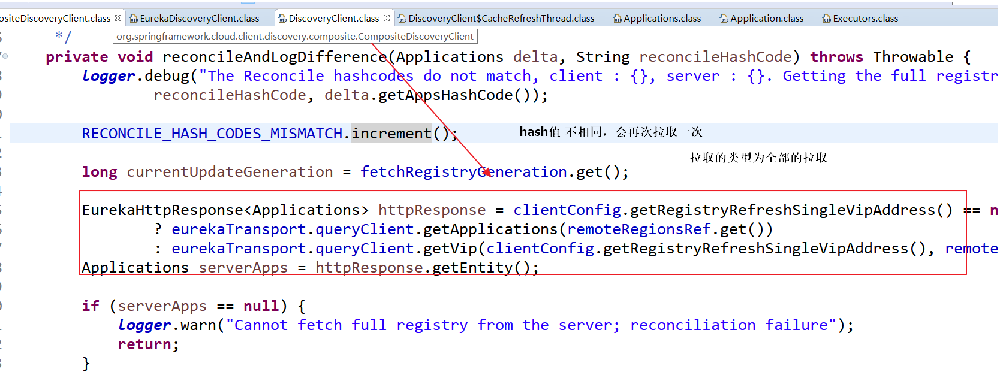 ositeDiscoveryClient.class EurekaDiscoveryClient.class DiscoveryClient.class DiscoveryClient$CacheRefreshThread.class Applications.class Application.class Executors.class
*/
org.springframework.cloud.client.discovery.composite.CompositeDiscoveryClient
private void reconcileAndLogDifference(Applications delta, String reconcileHashCode) throws Throwable {
logger.debug("The Reconcile hashcodes do not match, client : {}, server : {}. Getting the full registr
reconcileHashCode, delta.getAppsHashCode());
RECONCILE_HASH_CODES_MISMATCH.increment(); hash值 不相同，会再次拉取一次
拉取的类型为全部的拉取
long currentUpdateGeneration = fetchRegistryGeneration.get();
EurekaHttpResponse<Applications> httpResponse = clientConfig.getRegistryRefreshSingleVipAddress() == n
? eurekaTransport.queryClient.getApplications(remoteRegionsRef.get())
: eurekaTransport.queryClient.getVip(clientConfig.getRegistryRefreshSingleVipAddress(), remote
Applications serverApps = httpResponse.getEntity();
if (serverApps == null) {
logger.warn("Cannot fetch full registry from the server; reconciliation failure");
return;
}